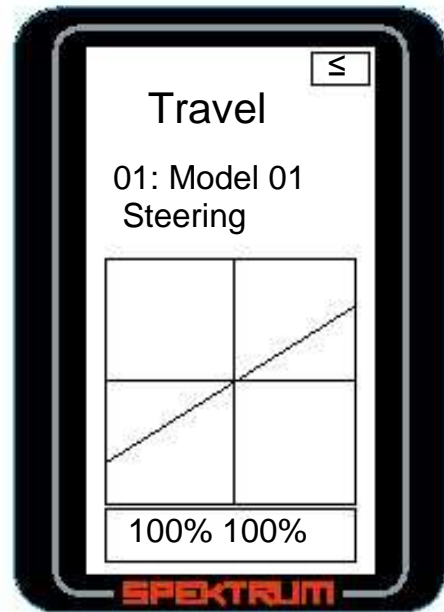 ≤
Travel
01: Model 01
Steering
100% 100%
SPEKTRUM